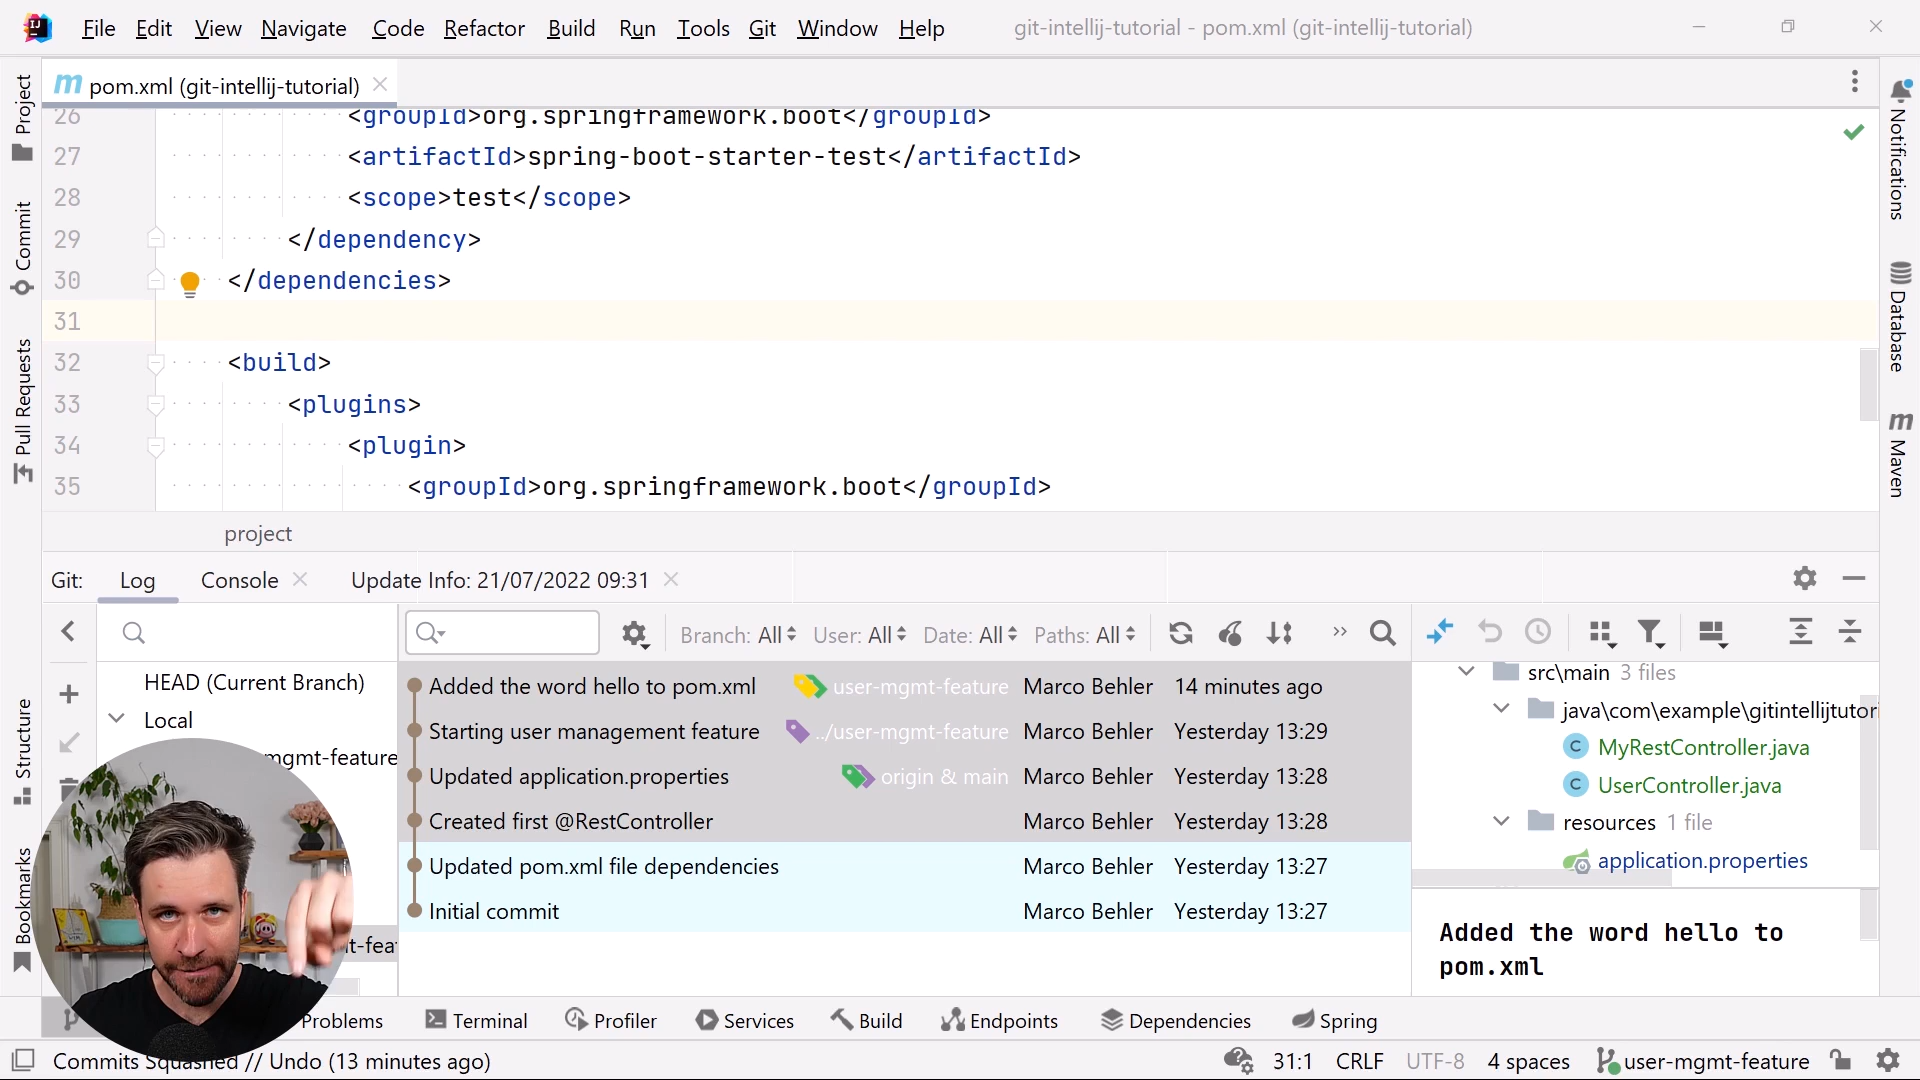 File Edit View Navigate Code Refactor Build Run Tools Git Window Help git-intellij-tutorial - pom.xml (git-intellij-tutorial)
m pom.xml (git-intellij-tutorial)
Project
Commit
Pull Requests
Structure
Bookmarks
26 <groupId>org.springframework.boot</groupId>
27 <artifactId>spring-boot-starter-test</artifactId>
28 <scope>test</scope>
29 </dependency>
30 </dependencies>
31
32 <build>
33 <plugins>
34 <plugin>
35 <groupId>org.springframework.boot</groupId>
project
Notifications
Database
m Maven
Git: Log Console Update Info: 21/07/2022 09:31
Branch: All User: All Date: All Paths: All
HEAD (Current Branch)
Local
mgmt-feature
t-feat
Added the word hello to pom.xml user-mgmt-feature Marco Behler 14 minutes ago
Starting user management feature ../user-mgmt-feature Marco Behler Yesterday 13:29
Updated application.properties origin & main Marco Behler Yesterday 13:28
Created first @RestController Marco Behler Yesterday 13:28
Updated pom.xml file dependencies Marco Behler Yesterday 13:27
Initial commit Marco Behler Yesterday 13:27
src\main 3 files
java\com\example\gitintellijtutori
C MyRestController.java
C UserController.java
resources 1 file
application.properties
Added the word hello to
pom.xml
Problems Terminal Profiler Services Build Endpoints Dependencies Spring
Commits Squashed // Undo (13 minutes ago) 31:1 CRLF UTF-8 4 spaces user-mgmt-feature